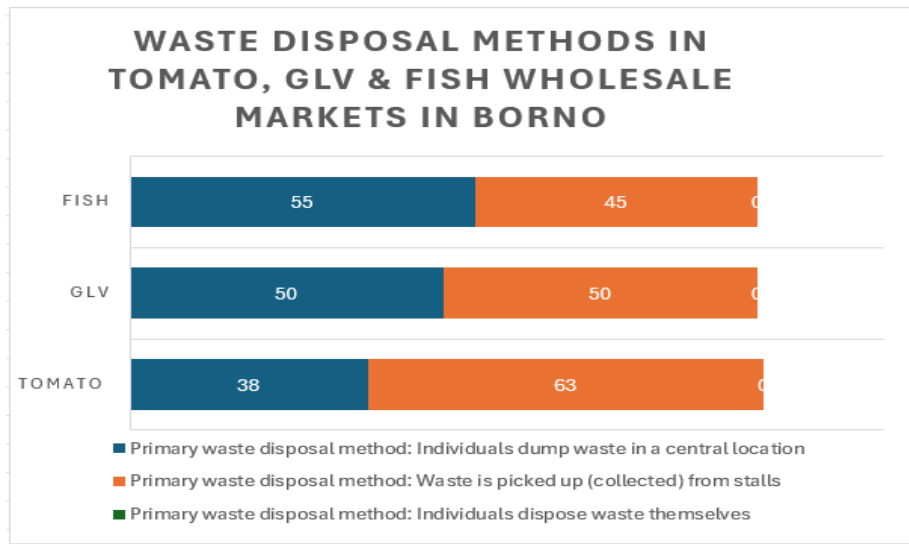 WASTE DISPOSAL METHODS IN
TOMATO, GLV & FISH WHOLESALE
MARKETS IN BORNO
FISH 55 45 0
GLV 50 50 0
TOMATO 38 63 0
Primary waste disposal method: Individuals dump waste in a central location
Primary waste disposal method: Waste is picked up (collected) from stalls
Primary waste disposal method: Individuals dispose waste themselves